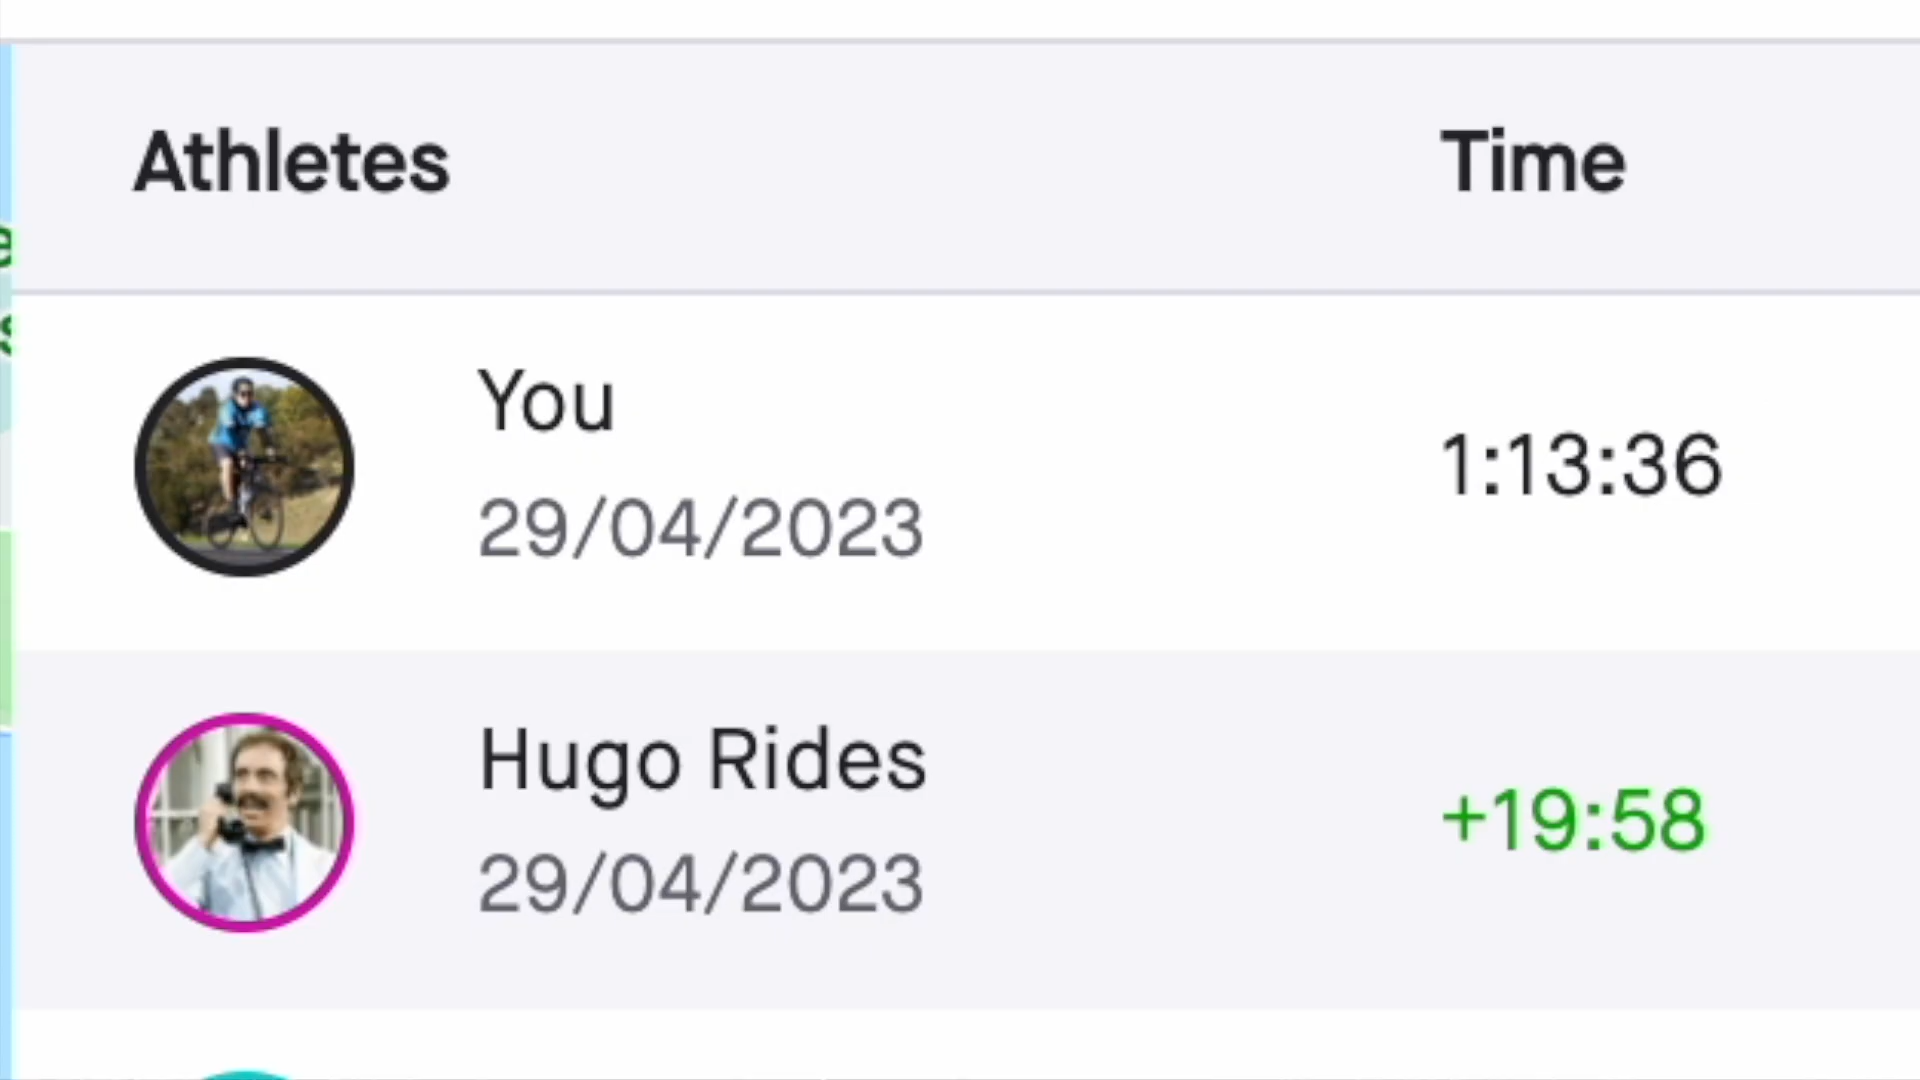 Athletes
Time
You
29/04/2023
1:13:36
Hugo Rides
29/04/2023
+19:58